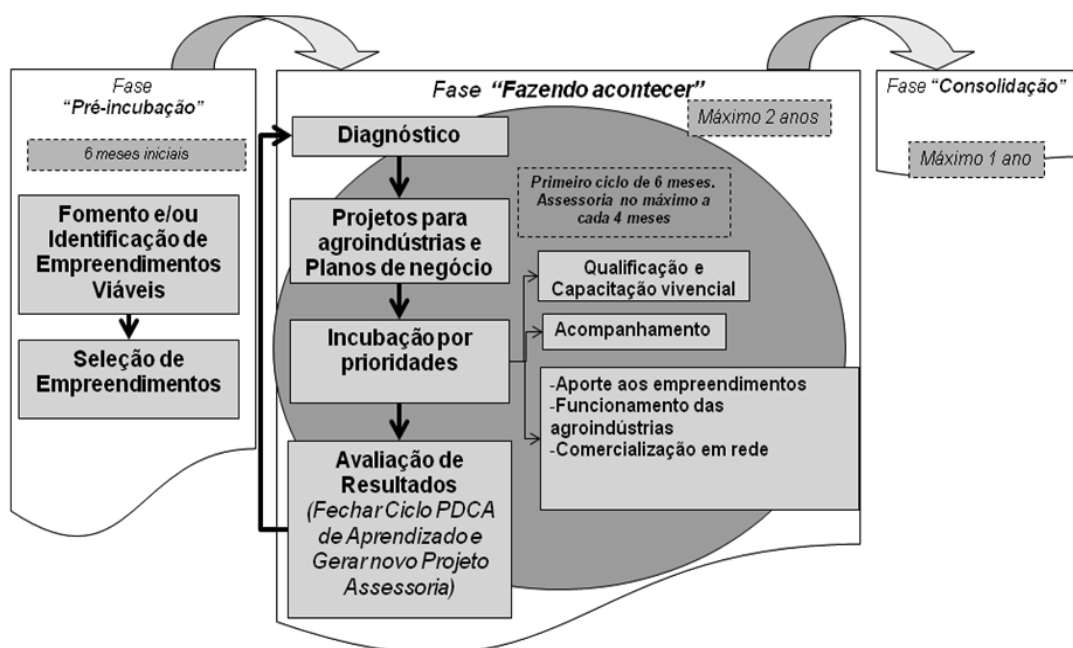 Fase
“Pré-incubação”
6 meses iniciais
Fomento e/ou
Identificação de
Empreendimentos
Viáveis
Seleção de
Empreendimentos
Fase “Fazendo acontecer”
Máximo 2 anos
Diagnóstico
Primeiro ciclo de 6 meses.
Assessoria no máximo a
cada 4 meses
Projetos para
agroindústrias e
Planos de negócio
Incubação por
prioridades
Qualificação e
Capacitação vivencial
Acompanhamento
-Aporte aos empreendimentos
-Funcionamento das
agroindústrias
-Comercialização em rede
Avaliação de
Resultados
(Fechar Ciclo PDCA
de Aprendizado e
Gerar novo Projeto
Assessoria)
Fase “Consolidação”
Máximo 1 ano